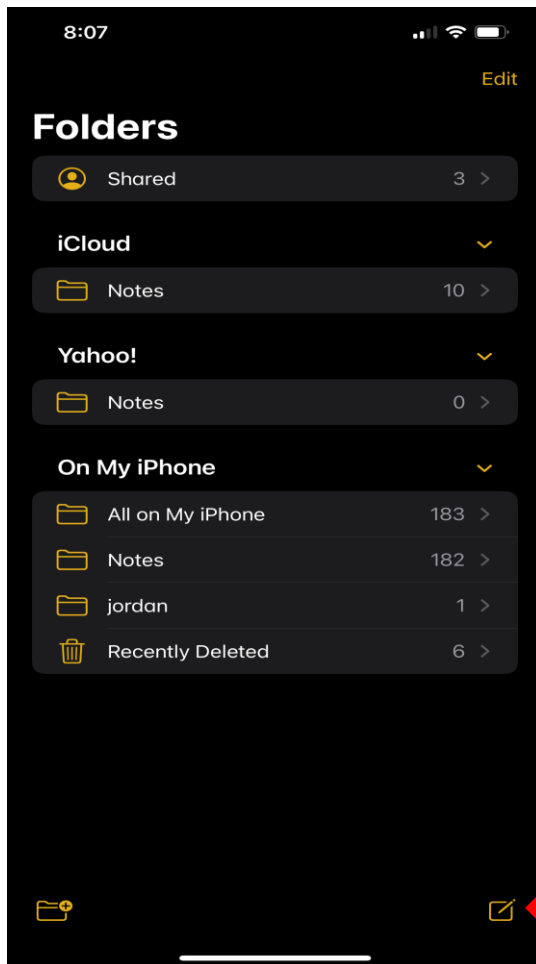 8:07
Edit
Folders
Shared 3
iCloud
Notes 10
Yahoo!
Notes 0
On My iPhone
All on My iPhone 183
Notes 182
jordan 1
Recently Deleted 6